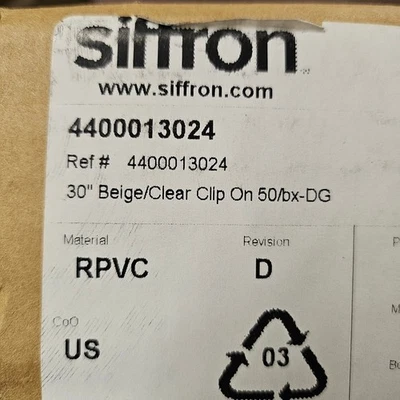 siffron
www.siffron.com
4400013024
Ref # 4400013024
30" Beige/Clear Clip On 50/bx-DG
Material Revision
RPVC D
CoO
US
03